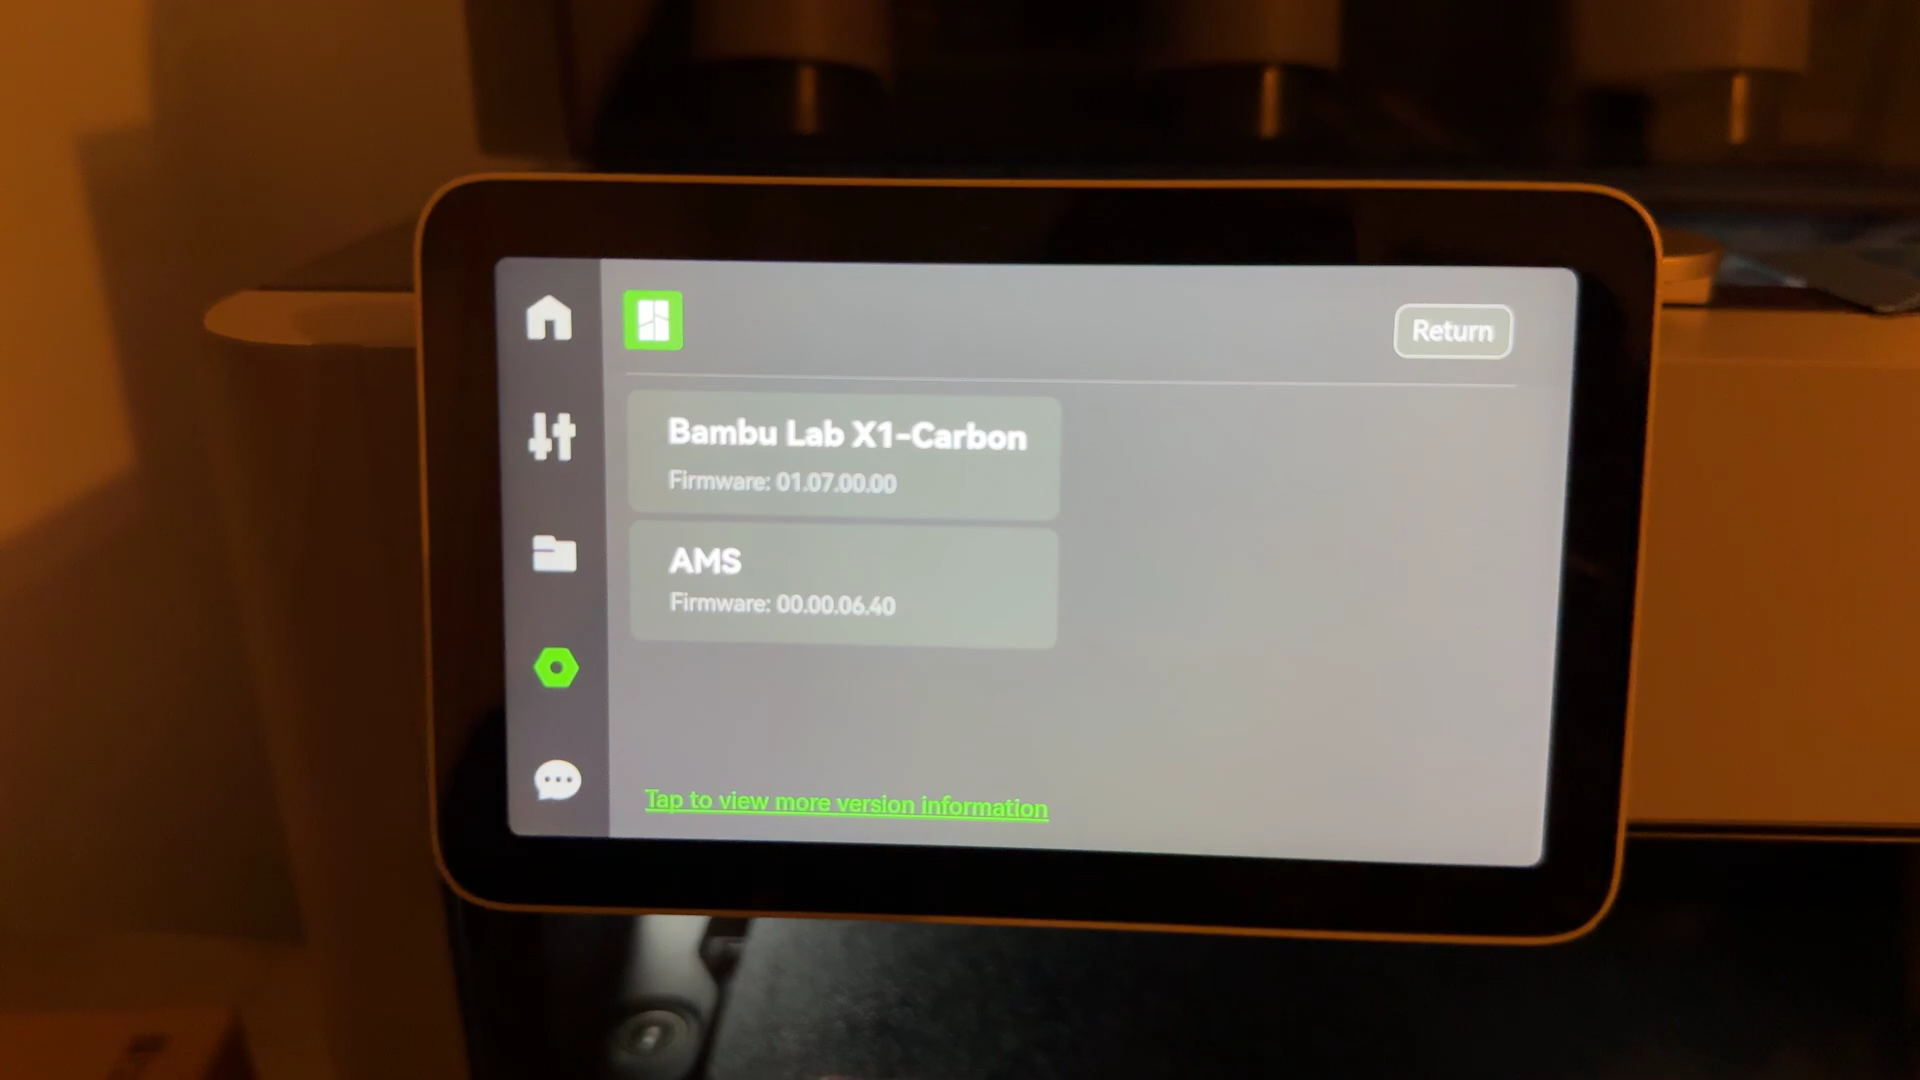 Return
Bambu Lab X1-Carbon
Firmware: 01.07.00.00
AMS
Firmware: 00.00.06.40
Tap to view more version information